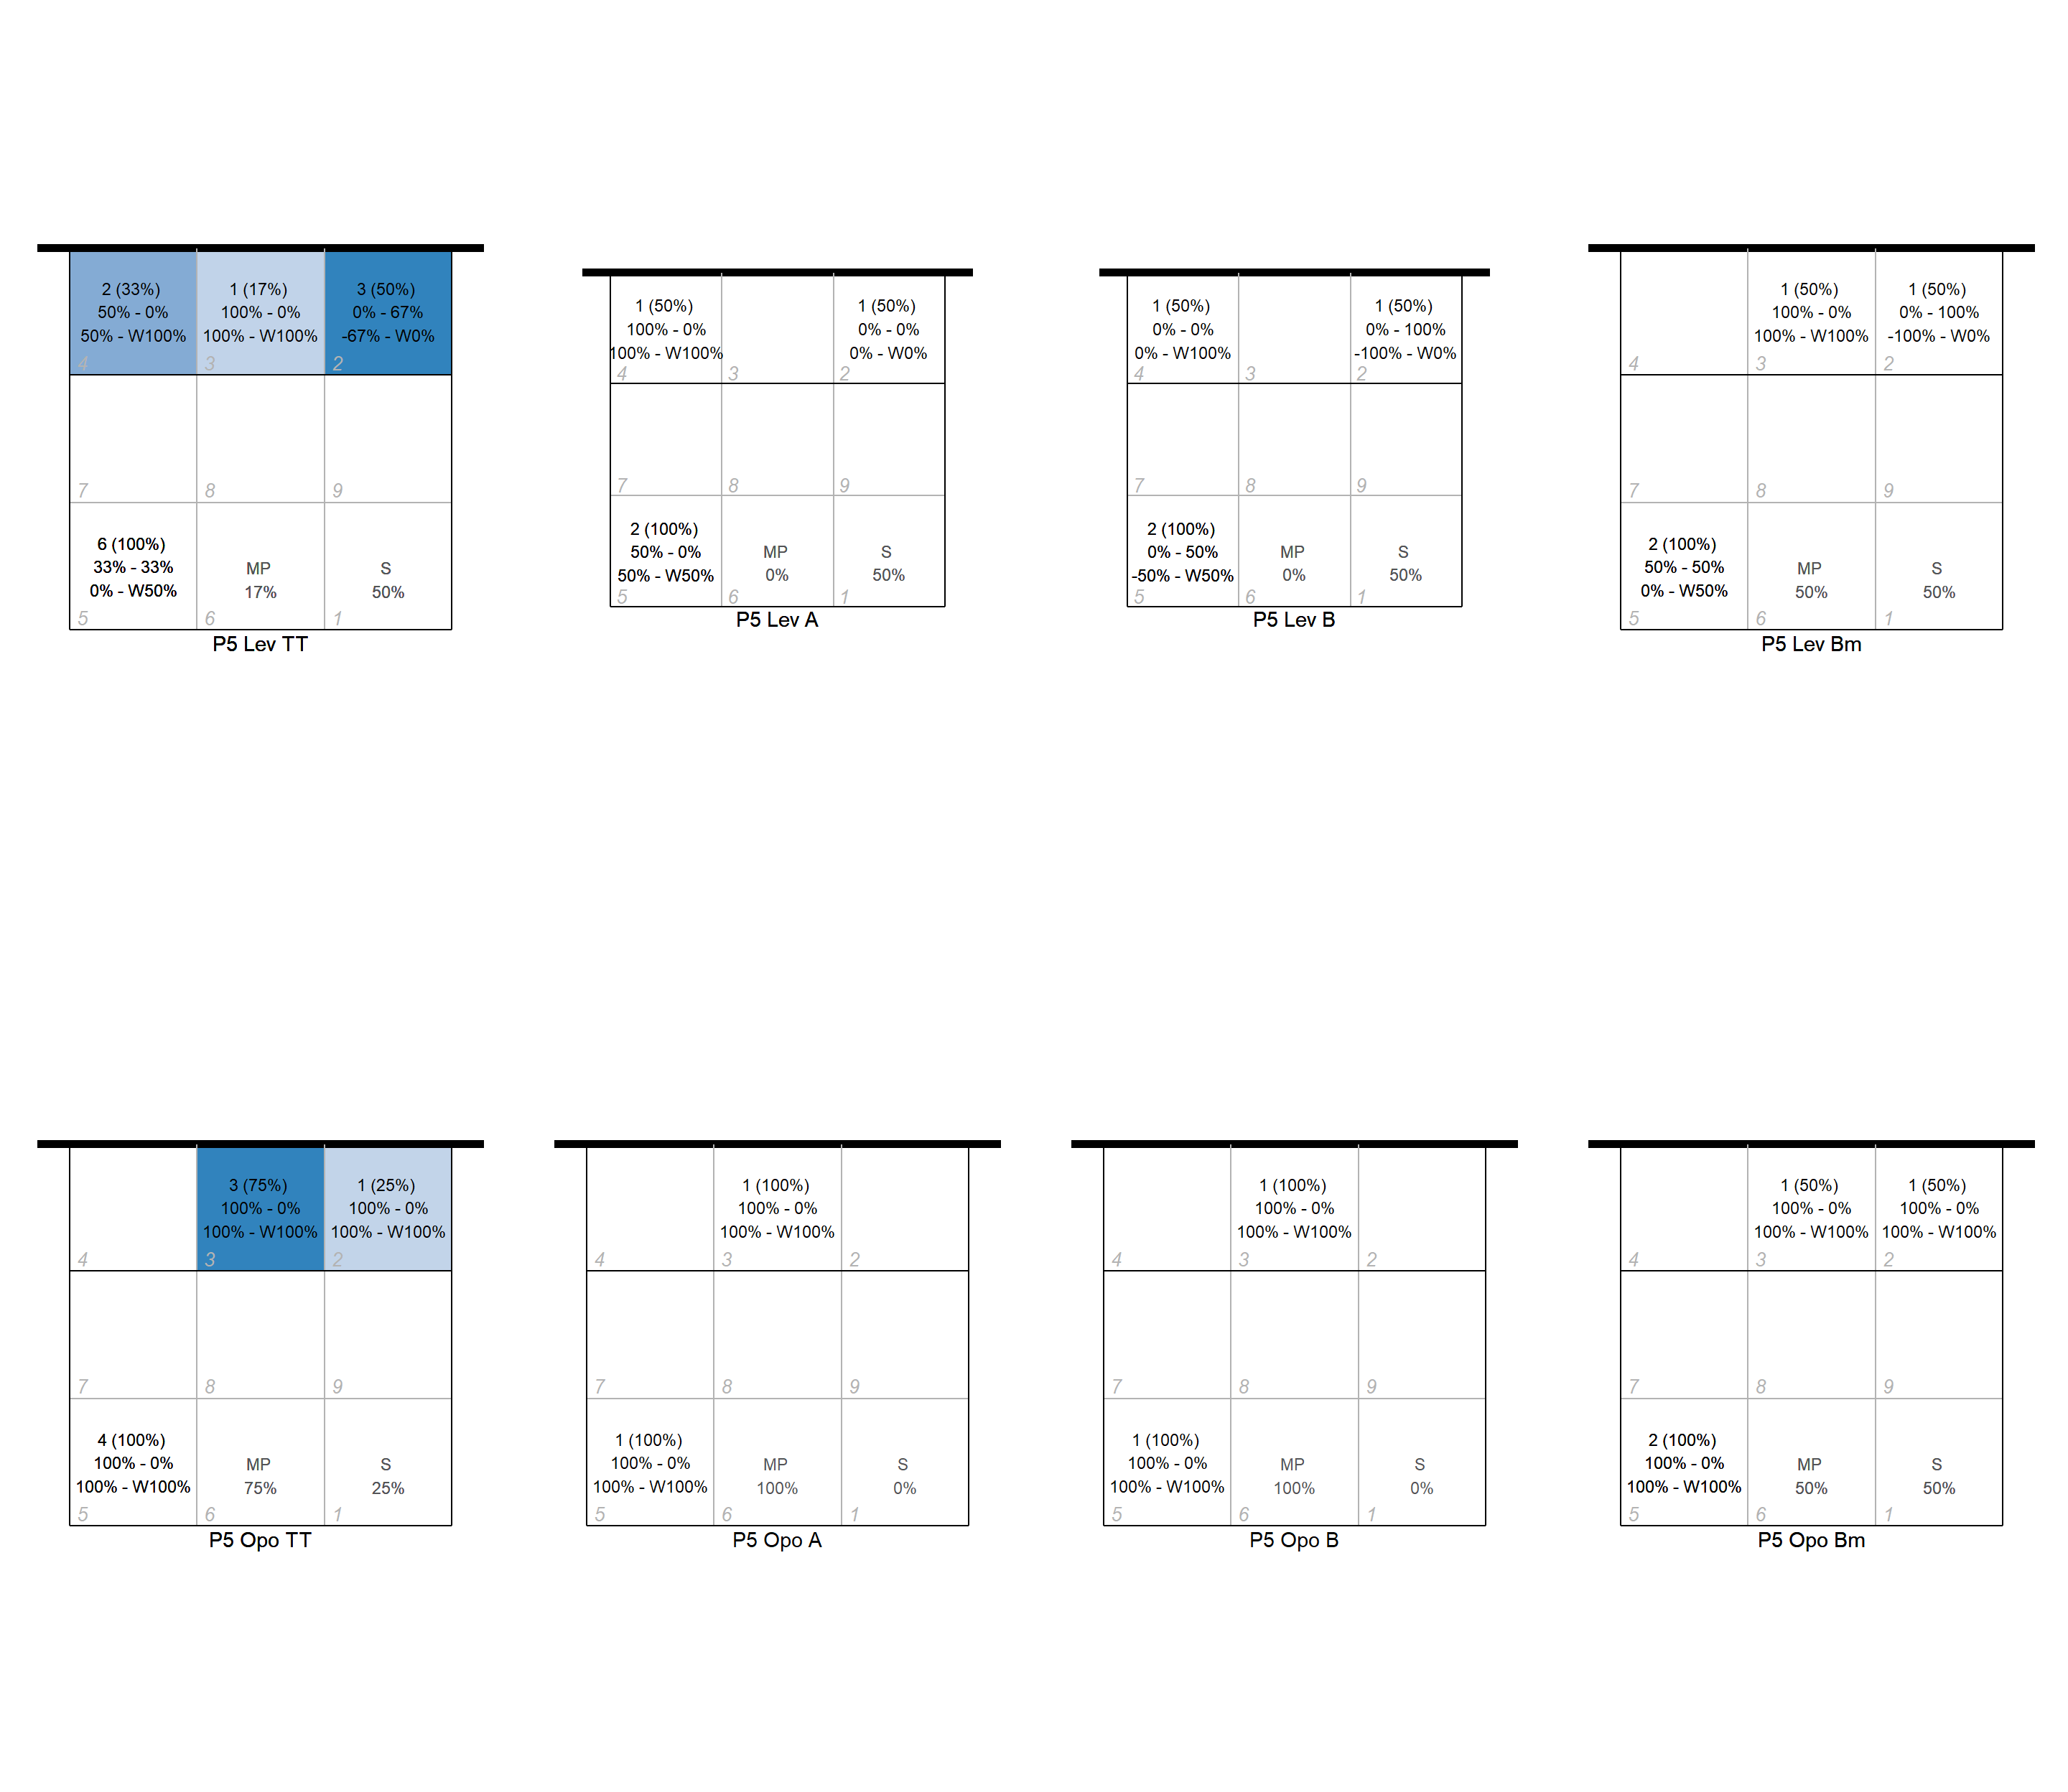 2 (33%)
50% - 0%
50% - W100%
4
1 (17%)
100% - 0%
100% - W100%
3
3 (50%)
0% - 67%
-67% - W0%
2
7
8
9
6 (100%)
33% - 33%
0% - W50%
5
MP
17%
6
S
50%
1
P5 Lev TT
1 (50%)
100% - 0%
100% - W100%
4
3
1 (50%)
0% - 0%
0% - W0%
2
7
8
9
2 (100%)
50% - 0%
50% - W50%
5
MP
0%
6
S
50%
1
P5 Lev A
1 (50%)
0% - 0%
0% - W100%
4
3
1 (50%)
0% - 100%
-100% - W0%
2
7
8
9
2 (100%)
0% - 50%
-50% - W50%
5
MP
0%
6
S
50%
1
P5 Lev B
4
1 (50%)
100% - 0%
100% - W100%
3
1 (50%)
0% - 100%
-100% - W0%
2
7
8
9
2 (100%)
50% - 50%
0% - W50%
5
MP
50%
6
S
50%
1
P5 Lev Bm
4
3 (75%)
100% - 0%
100% - W100%
3
1 (25%)
100% - 0%
100% - W100%
2
7
8
9
4 (100%)
100% - 0%
100% - W100%
5
MP
75%
6
S
25%
1
P5 Opo TT
4
1 (100%)
100% - 0%
100% - W100%
3
2
7
8
9
1 (100%)
100% - 0%
100% - W100%
5
MP
100%
6
S
0%
1
P5 Opo A
4
1 (100%)
100% - 0%
100% - W100%
3
2
7
8
9
1 (100%)
100% - 0%
100% - W100%
5
MP
100%
6
S
0%
1
P5 Opo B
4
1 (50%)
100% - 0%
100% - W100%
3
1 (50%)
100% - 0%
100% - W100%
2
7
8
9
2 (100%)
100% - 0%
100% - W100%
5
MP
50%
6
S
50%
1
P5 Opo Bm